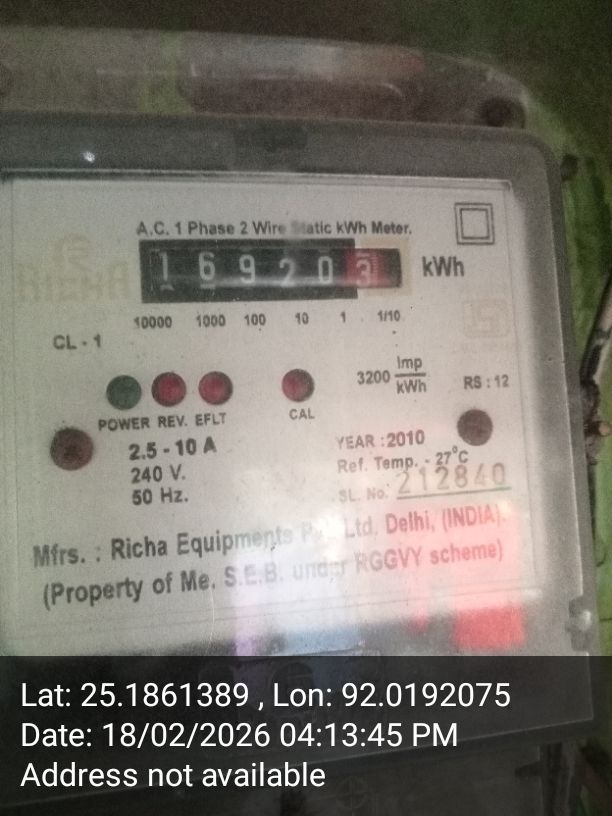 A.C. 1 Phase 2 Wire Static kWh Meter.
1 6 9 2 0 3 kWh
10000 1000 100 10 1 . 1/10
CL - 1
3200 Imp/kWh RS : 12
POWER REV. EFLT CAL
2.5 - 10 A
240 V.
50 Hz.
YEAR : 2010
Ref. Temp. - 27°C
SL. No. 212840
Mfrs. : Richa Equipments Ltd. Delhi, (INDIA).
(Property of Me. S.E.B. under RGGVY scheme)
Lat: 25.1861389 , Lon: 92.0192075
Date: 18/02/2026 04:13:45 PM
Address not available